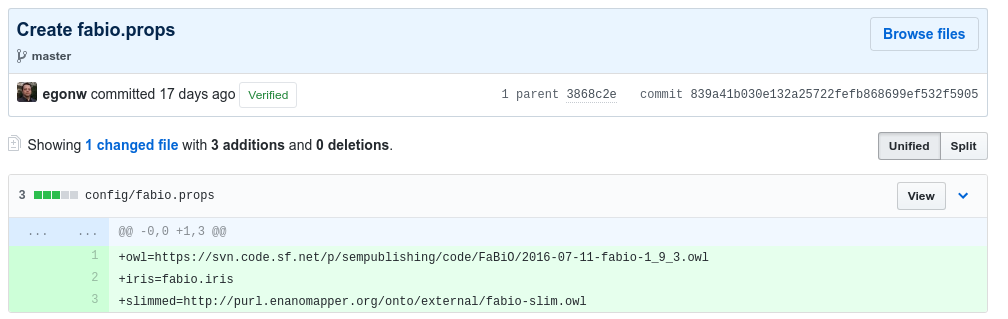 Create fabio.props
Browse files
master
egonw committed 17 days ago Verified 1 parent 3868c2e commit 839a41b030e132a25722fefb868699ef532f5905
Showing 1 changed file with 3 additions and 0 deletions. Unified Split
3 config/fabio.props View
... ... @@ -0,0 +1,3 @@
1 +owl=https://svn.code.sf.net/p/sempublishing/code/FaBiO/2016-07-11-fabio-1_9_3.owl
2 +iris=fabio.iris
3 +slimmed=http://purl.enanomapper.org/onto/external/fabio-slim.owl